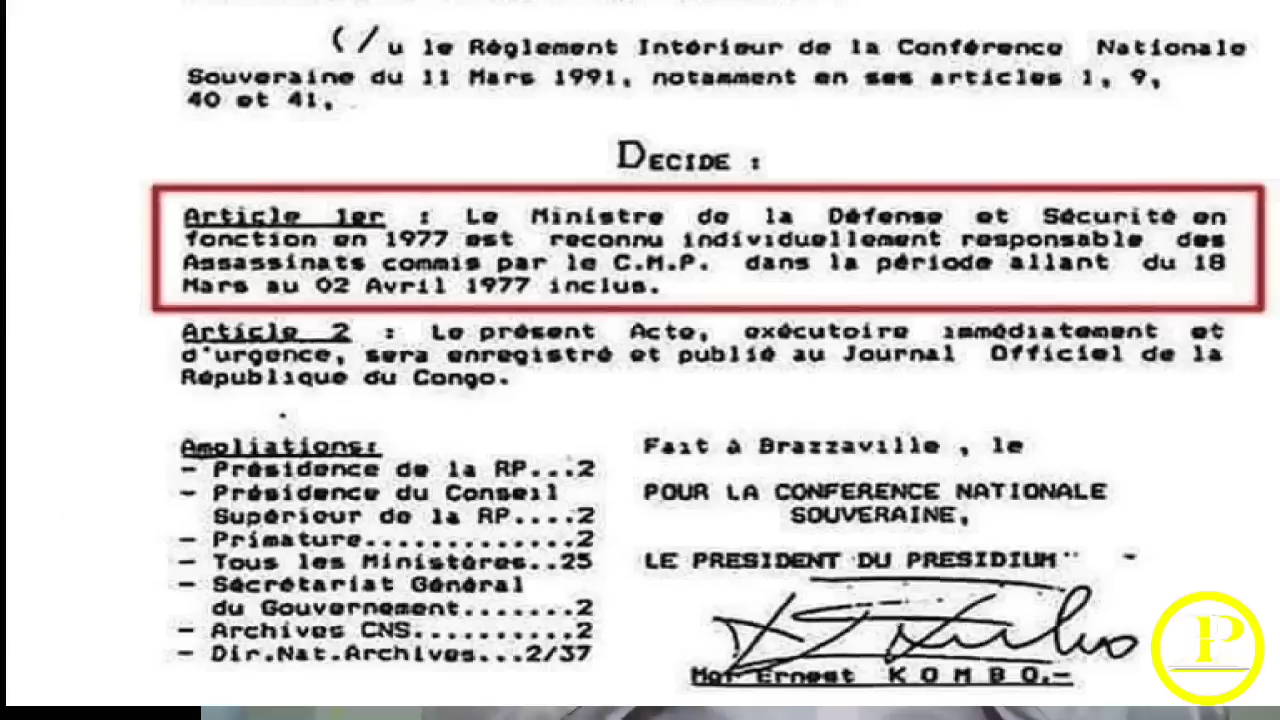 (/u le Règlement Intérieur de la Conférence Nationale
Souveraine du 11 Mars 1991, notamment en ses articles 1, 9,
40 et 41,
DECIDE :
Article 1er : Le Ministre de la Défense et Sécurité en
fonction en 1977 est reconnu individuellement responsable des
Assassinats commis par le C.M.P. dans la période allant du 18
Mars au 02 Avril 1977 inclus.
Article 2 : Le présent Acte, exécutoire immédiatement et
d'urgence, sera enregistré et publié au Journal Officiel de la
République du Congo.
Ampliations:
- Présidence de la RP...2
- Présidence du Conseil
Supérieur de la RP....2
- Primature.............2
- Tous les Ministères..25
- Secrétariat Général
du Gouvernement.......2
- Archives CNS..........2
- Dir.Nat.Archives...2/37
Fait à Brazzaville , le
POUR LA CONFERENCE NATIONALE
SOUVERAINE,
LE PRESIDENT DU PRESIDIUM
Mgr Ernest K O M B O.-
P